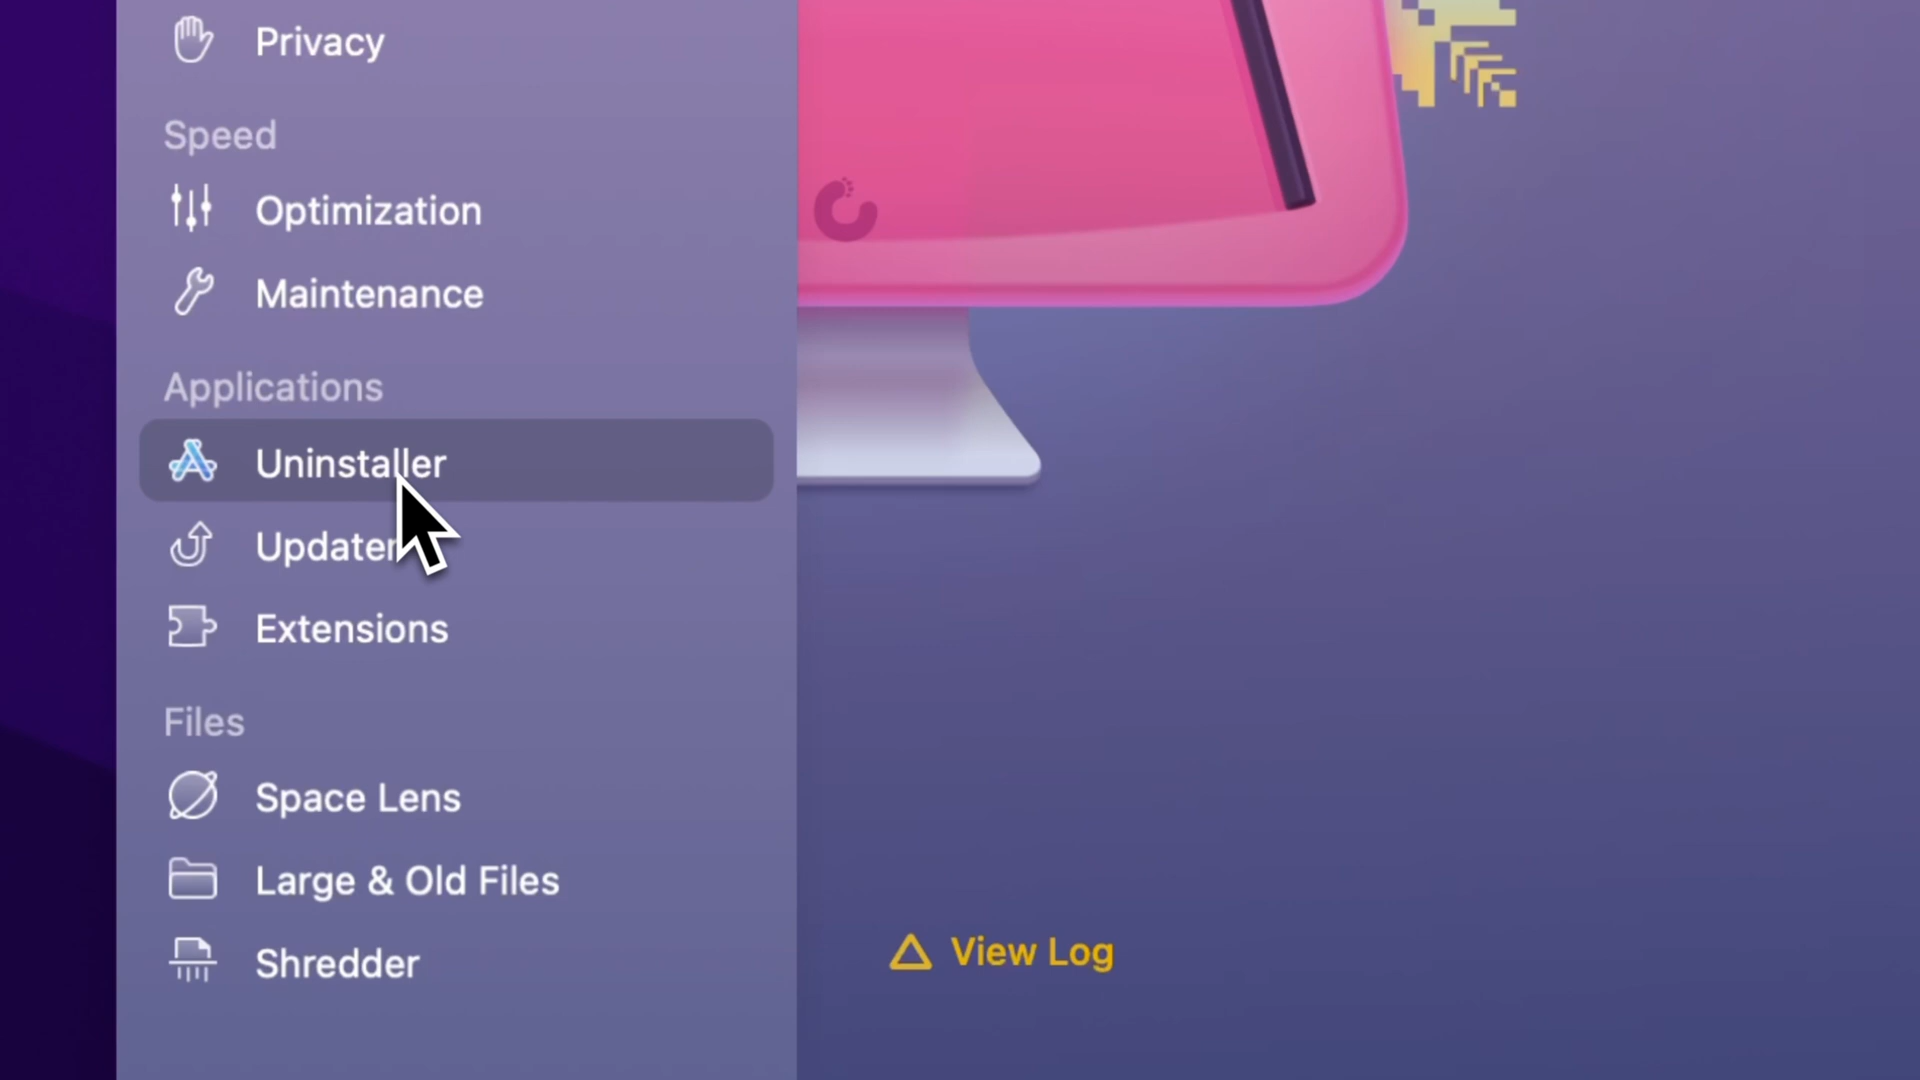 Privacy
Speed
Optimization
Maintenance
Applications
Uninstaller
Updater
Extensions
Files
Space Lens
Large & Old Files
Shredder
View Log